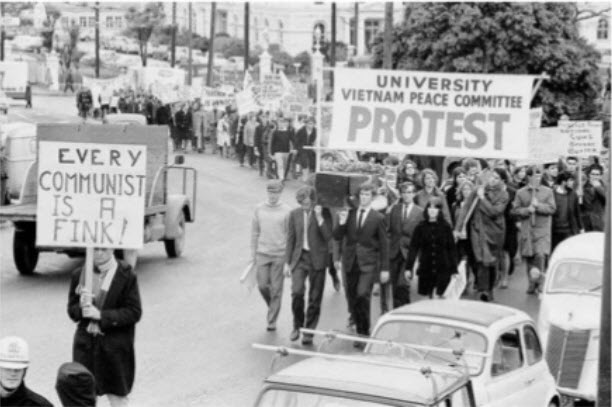 UNIVERSITY
VIETNAM PEACE COMMITTEE
PROTEST
EVERY
COMMUNIST
IS A
FINK!